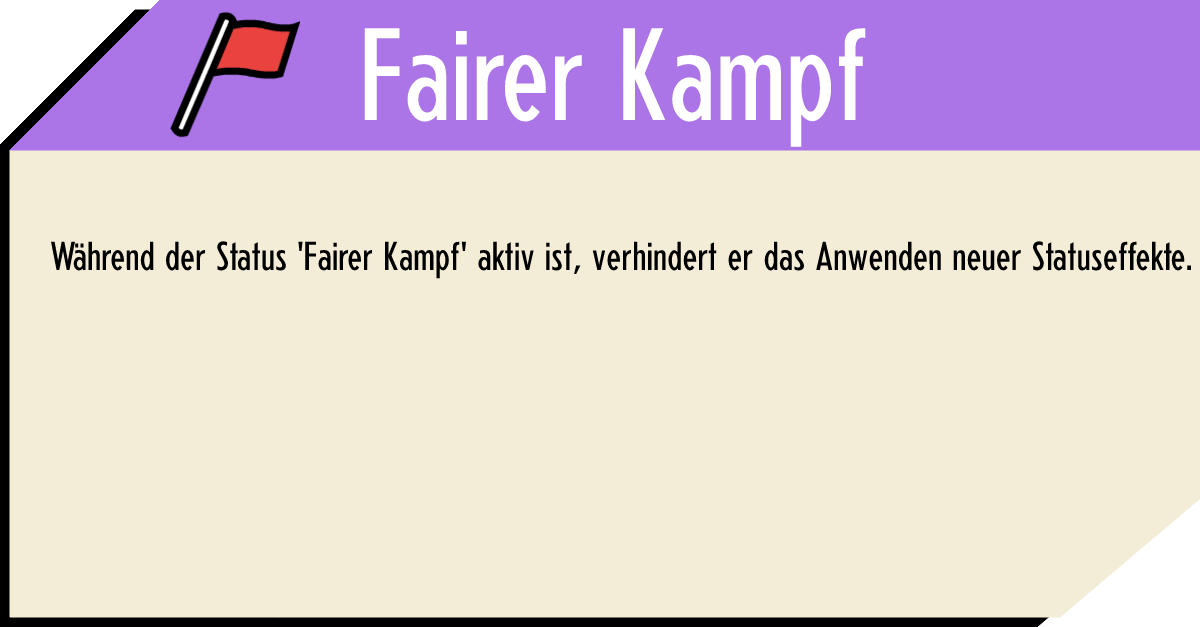 Fairer Kampf
Während der Status 'Fairer Kampf' aktiv ist, verhindert er das Anwenden neuer Statuseffekte.